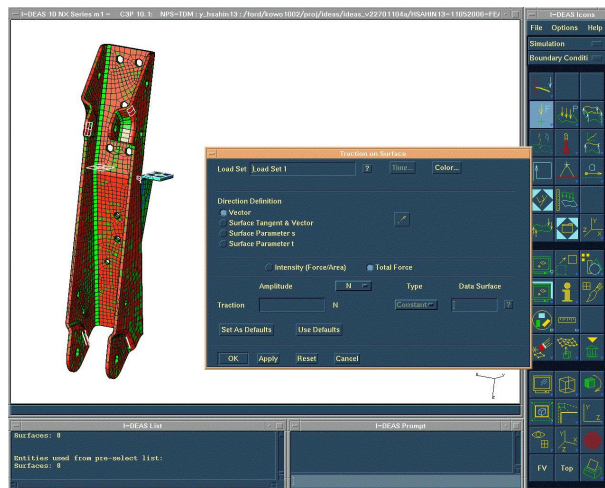 I-DEAS 10 NX Series m1 - C3P 10.1: NPS=TDM : y_hsahin13 : /ford/kowo1002/proj/ideas/ideas_v22701104a/HSAHIN13=11052006=FEA
I-DEAS Icons
File Options Help
Simulation
Boundary Conditi
Traction on Surface
Load Set Load Set 1 ? Time... Color...
Direction Definition
Vector
Surface Tangent & Vector
Surface Parameter s
Surface Parameter t
Intensity (Force/Area) Total Force
Amplitude N Type Data Surface
Traction N Constant ?
Set As Defaults Use Defaults
OK Apply Reset Cancel
I-DEAS List
Surfaces: 8
Entities used from pre-select list:
Surfaces: 8
I-DEAS Prompt
FV Top